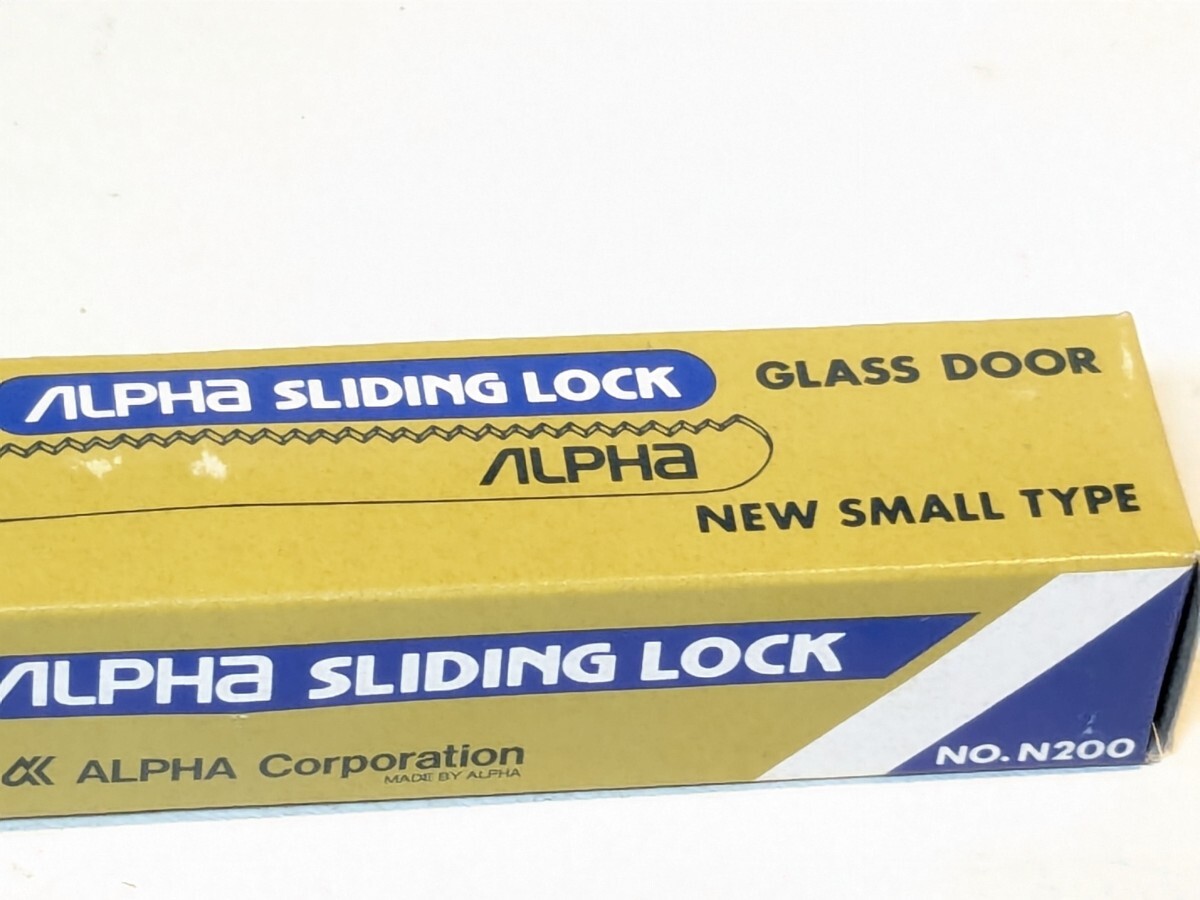 ALPHA SLIDING LOCK
GLASS DOOR
ALPHA
NEW SMALL TYPE
ALPHA SLIDING LOCK
ALPHA Corporation
MADE BY ALPHA
NO. N200